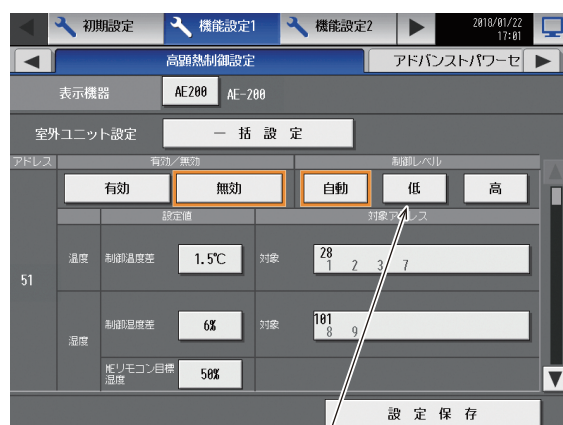 初期設定 機能設定1 機能設定2 2018/01/22
17:01
高顕熱制御設定 アドバンストパワーセ
表示機器 AE200 AE-200
室外ユニット設定 一括設定
アドレス 有効/無効 制御レベル
有効 無効 自動 低 高
設定値 対象アドレス
温度 制御温度差 1.5℃ 対象 28
1 2 3 7
51
湿度 制御湿度差 6% 対象 101
8 9
MEリモコン目標
湿度 50%
設定保存